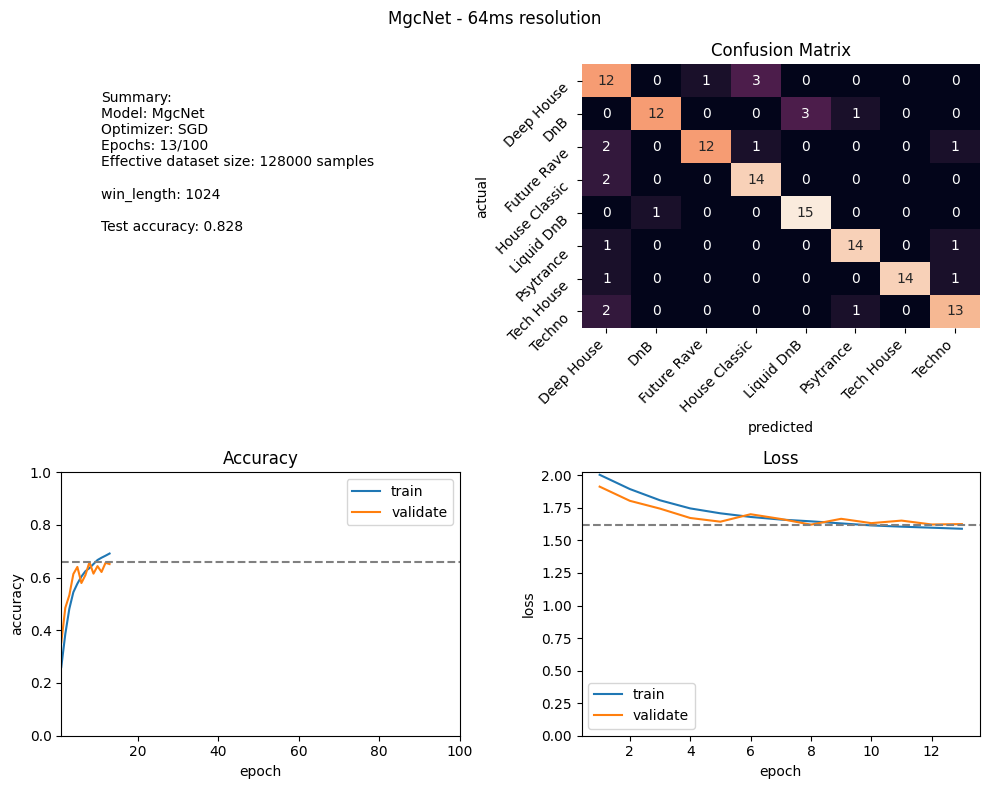 MgcNet - 64ms resolution
Summary:
Model: MgcNet
Optimizer: SGD
Epochs: 13/100
Effective dataset size: 128000 samples
win_length: 1024
Test accuracy: 0.828
Confusion Matrix
actual
Deep House
12 0 1 3 0 0 0 0
DnB
0 12 0 0 3 1 0 0
Future Rave
2 0 12 1 0 0 0 1
House Classic
2 0 0 14 0 0 0 0
Liquid DnB
0 1 0 0 15 0 0 0
Psytrance
1 0 0 0 0 14 0 1
Tech House
1 0 0 0 0 0 14 1
Techno
2 0 0 0 0 1 0 13
Deep House
DnB
Future Rave
House Classic
Liquid DnB
Psytrance
Tech House
Techno
predicted
Accuracy
accuracy
1.0
0.8
0.6
0.4
0.2
0.0
train
validate
20 40 60 80 100
epoch
Loss
loss
2.00
1.75
1.50
1.25
1.00
0.75
0.50
0.25
0.00
train
validate
2 4 6 8 10 12
epoch